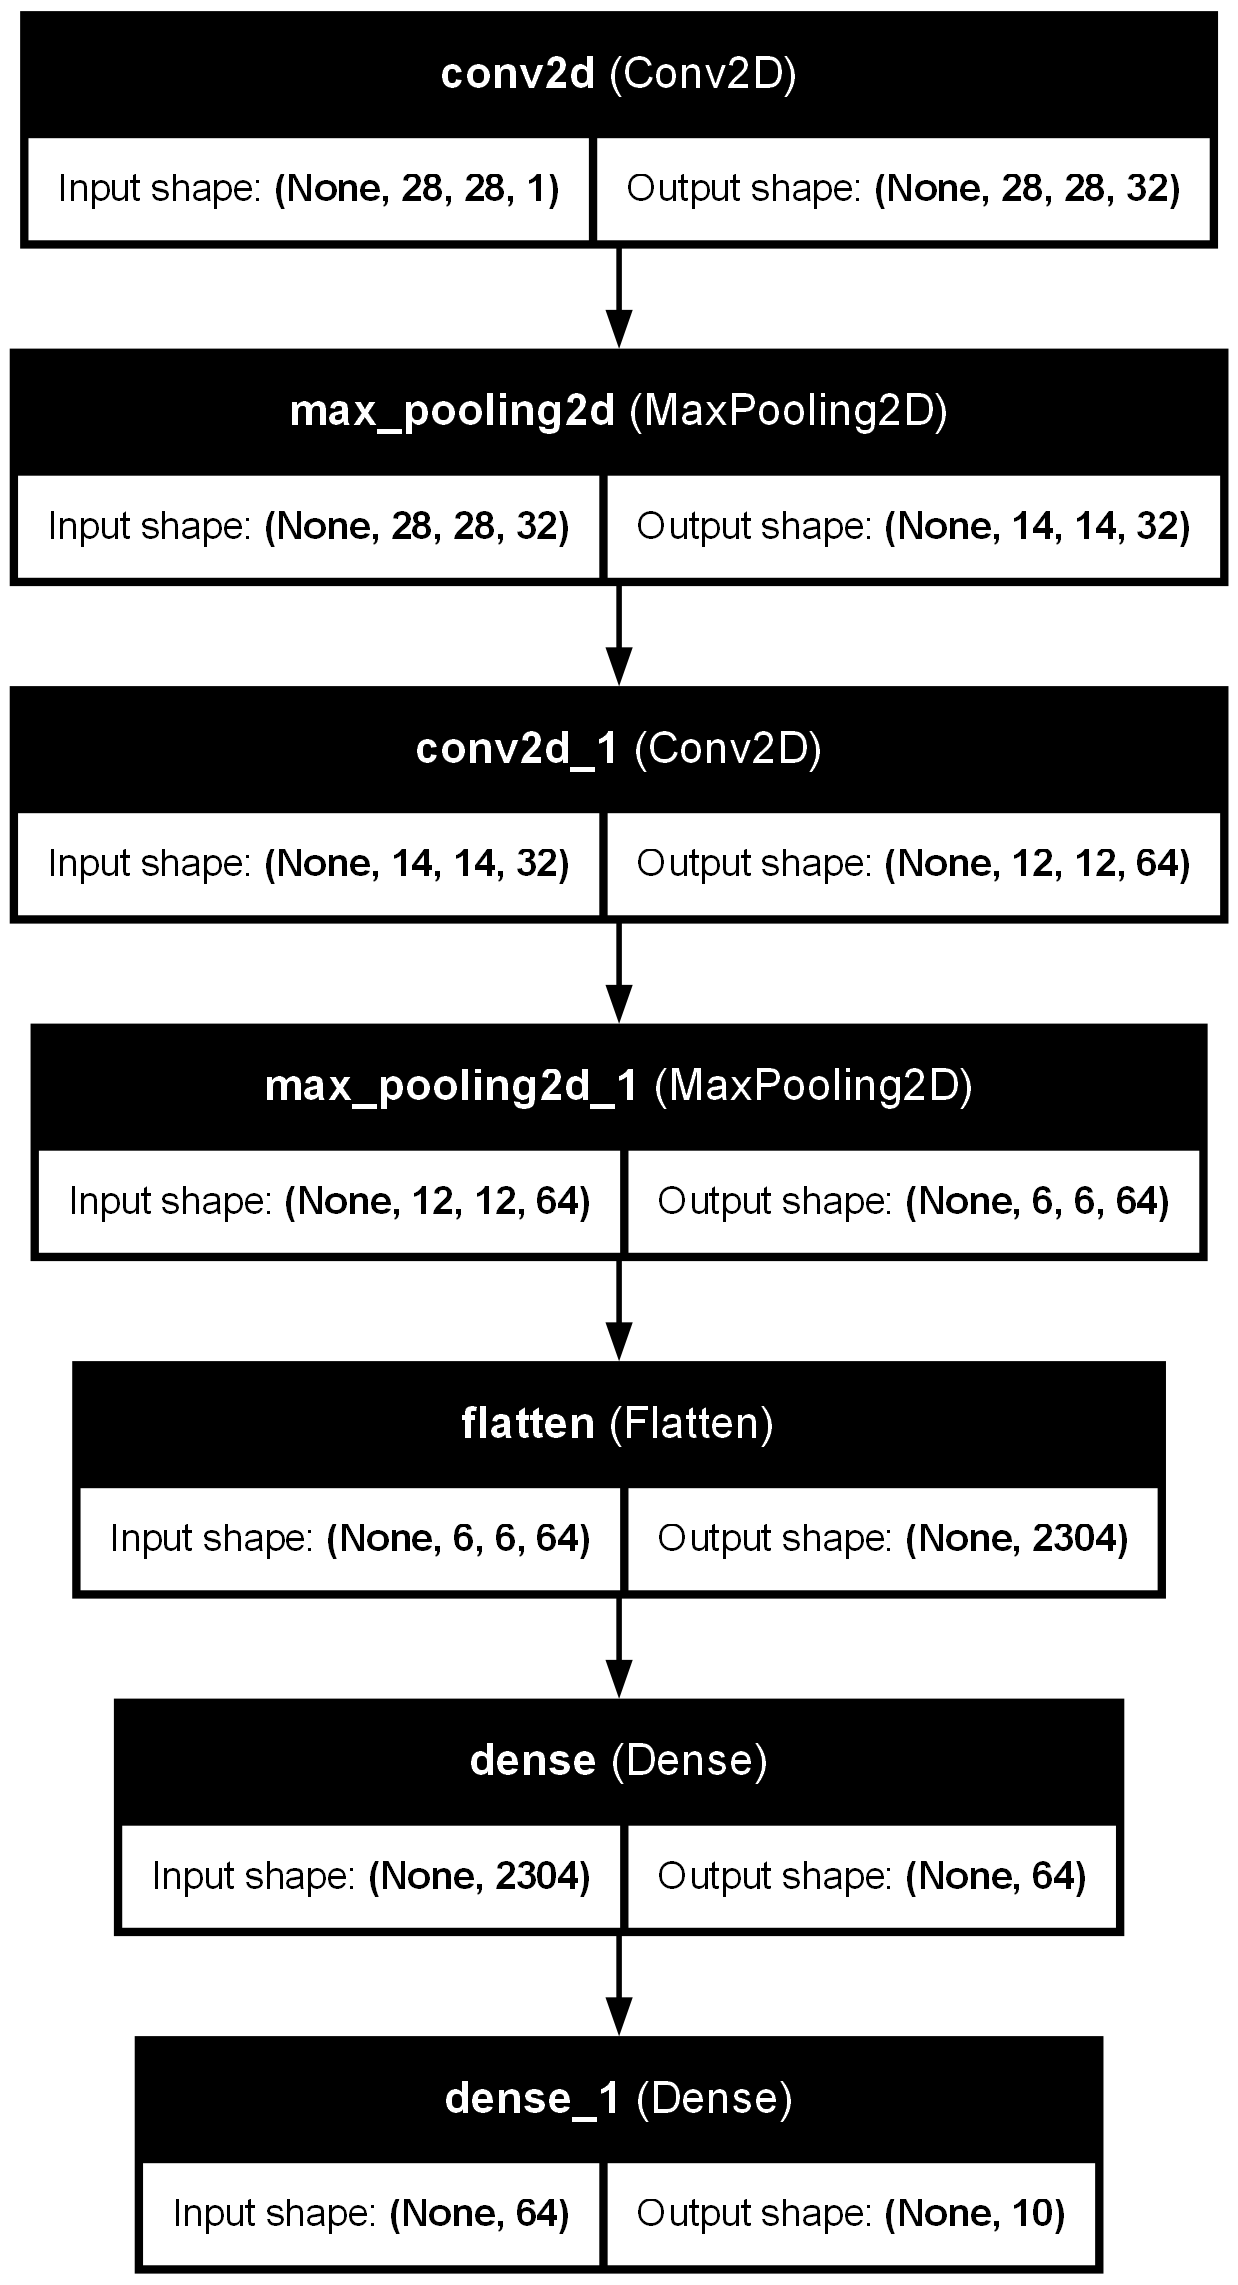 conv2d (Conv2D)
Input shape: (None, 28, 28, 1) Output shape: (None, 28, 28, 32)
max_pooling2d (MaxPooling2D)
Input shape: (None, 28, 28, 32) Output shape: (None, 14, 14, 32)
conv2d_1 (Conv2D)
Input shape: (None, 14, 14, 32) Output shape: (None, 12, 12, 64)
max_pooling2d_1 (MaxPooling2D)
Input shape: (None, 12, 12, 64) Output shape: (None, 6, 6, 64)
flatten (Flatten)
Input shape: (None, 6, 6, 64) Output shape: (None, 2304)
dense (Dense)
Input shape: (None, 2304) Output shape: (None, 64)
dense_1 (Dense)
Input shape: (None, 64) Output shape: (None, 10)